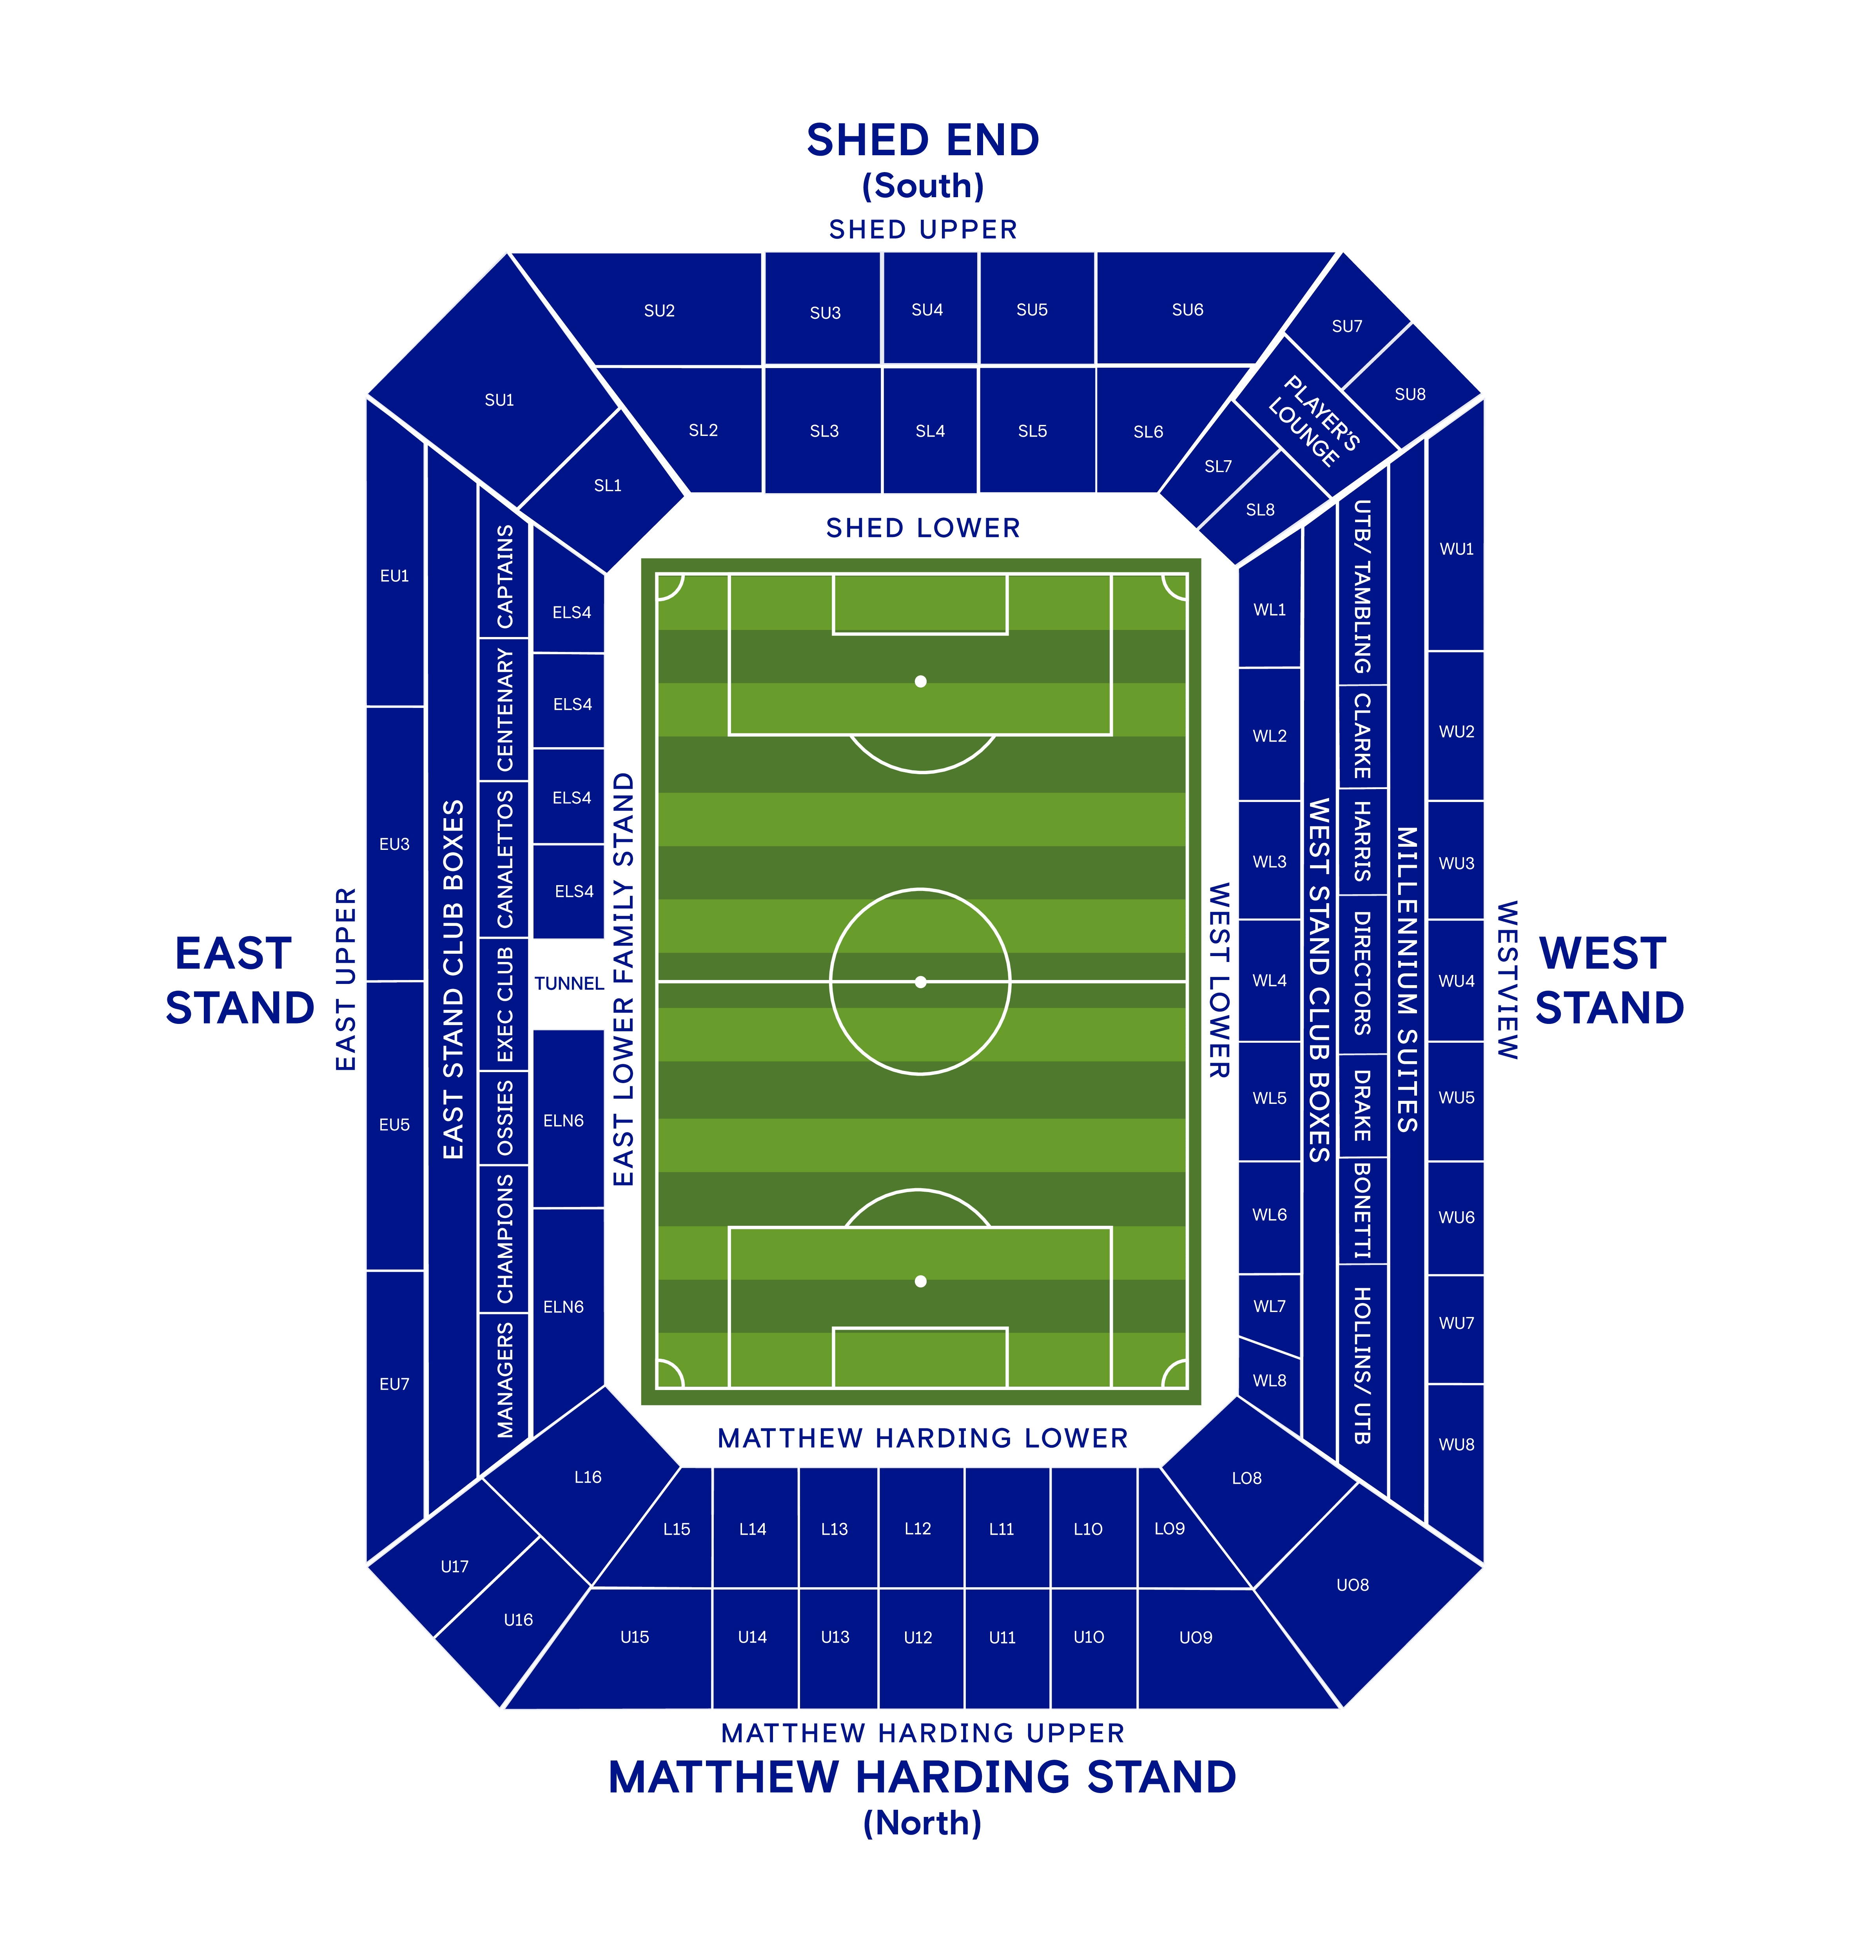 SHED END
(South)
SHED UPPER
SU1
SU2
SU3
SU4
SU5
SU6
SU7
SU8
PLAYER'S
LOUNGE
SL1
SL2
SL3
SL4
SL5
SL6
SL7
SL8
SHED LOWER
EAST
STAND
EAST UPPER
EU1
EU3
EU5
EU7
EAST STAND CLUB BOXES
CAPTAINS
CENTENARY
CANALETTOS
EXEC CLUB
OSSIES
CHAMPIONS
MANAGERS
ELS4
ELS4
ELS4
ELS4
TUNNEL
ELN6
ELN6
EAST LOWER FAMILY STAND
WEST LOWER
WL1
WL2
WL3
WL4
WL5
WL6
WL7
WL8
WEST STAND CLUB BOXES
UTB/ TAMBLING
CLARKE
HARRIS
DIRECTORS
DRAKE
BONETTI
HOLLINS/ UTB
MILLENNIUM SUITES
WU1
WU2
WU3
WU4
WU5
WU6
WU7
WU8
WESTVIEW
WEST
STAND
MATTHEW HARDING LOWER
L16
L15
L14
L13
L12
L11
L10
LO9
LO8
U17
U16
U15
U14
U13
U12
U11
U10
UO9
UO8
MATTHEW HARDING UPPER
MATTHEW HARDING STAND
(North)